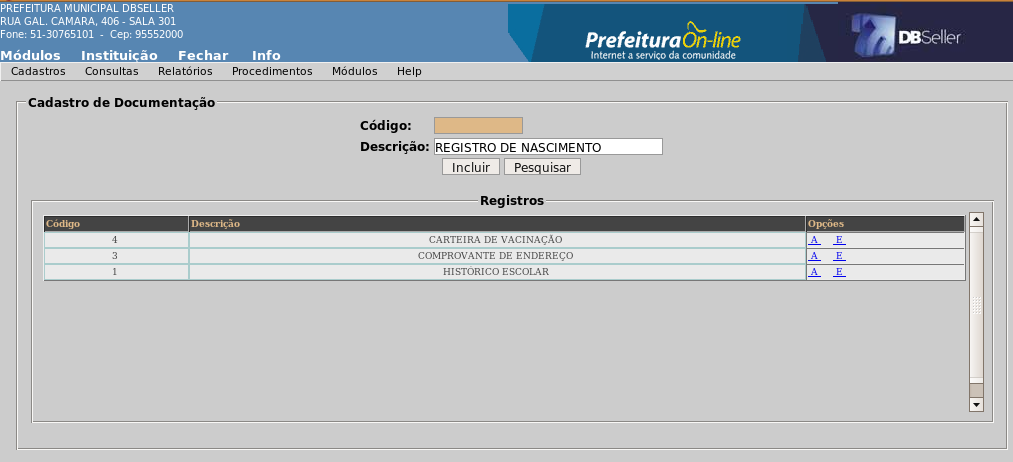 PREFEITURA MUNICIPAL DBSELLER
RUA GAL. CAMARA, 406 - SALA 301
Fone: 51-30765101 - Cep: 95552000
PrefeituraOn-line
Internet a serviço da comunidade
DBSeller
Módulos Instituição Fechar Info
Cadastros Consultas Relatórios Procedimentos Módulos Help
Cadastro de Documentação
Código:
Descrição: REGISTRO DE NASCIMENTO
Incluir Pesquisar
Registros
Código Descrição Opções
4 CARTEIRA DE VACINAÇÃO A E
3 COMPROVANTE DE ENDEREÇO A E
1 HISTÓRICO ESCOLAR A E